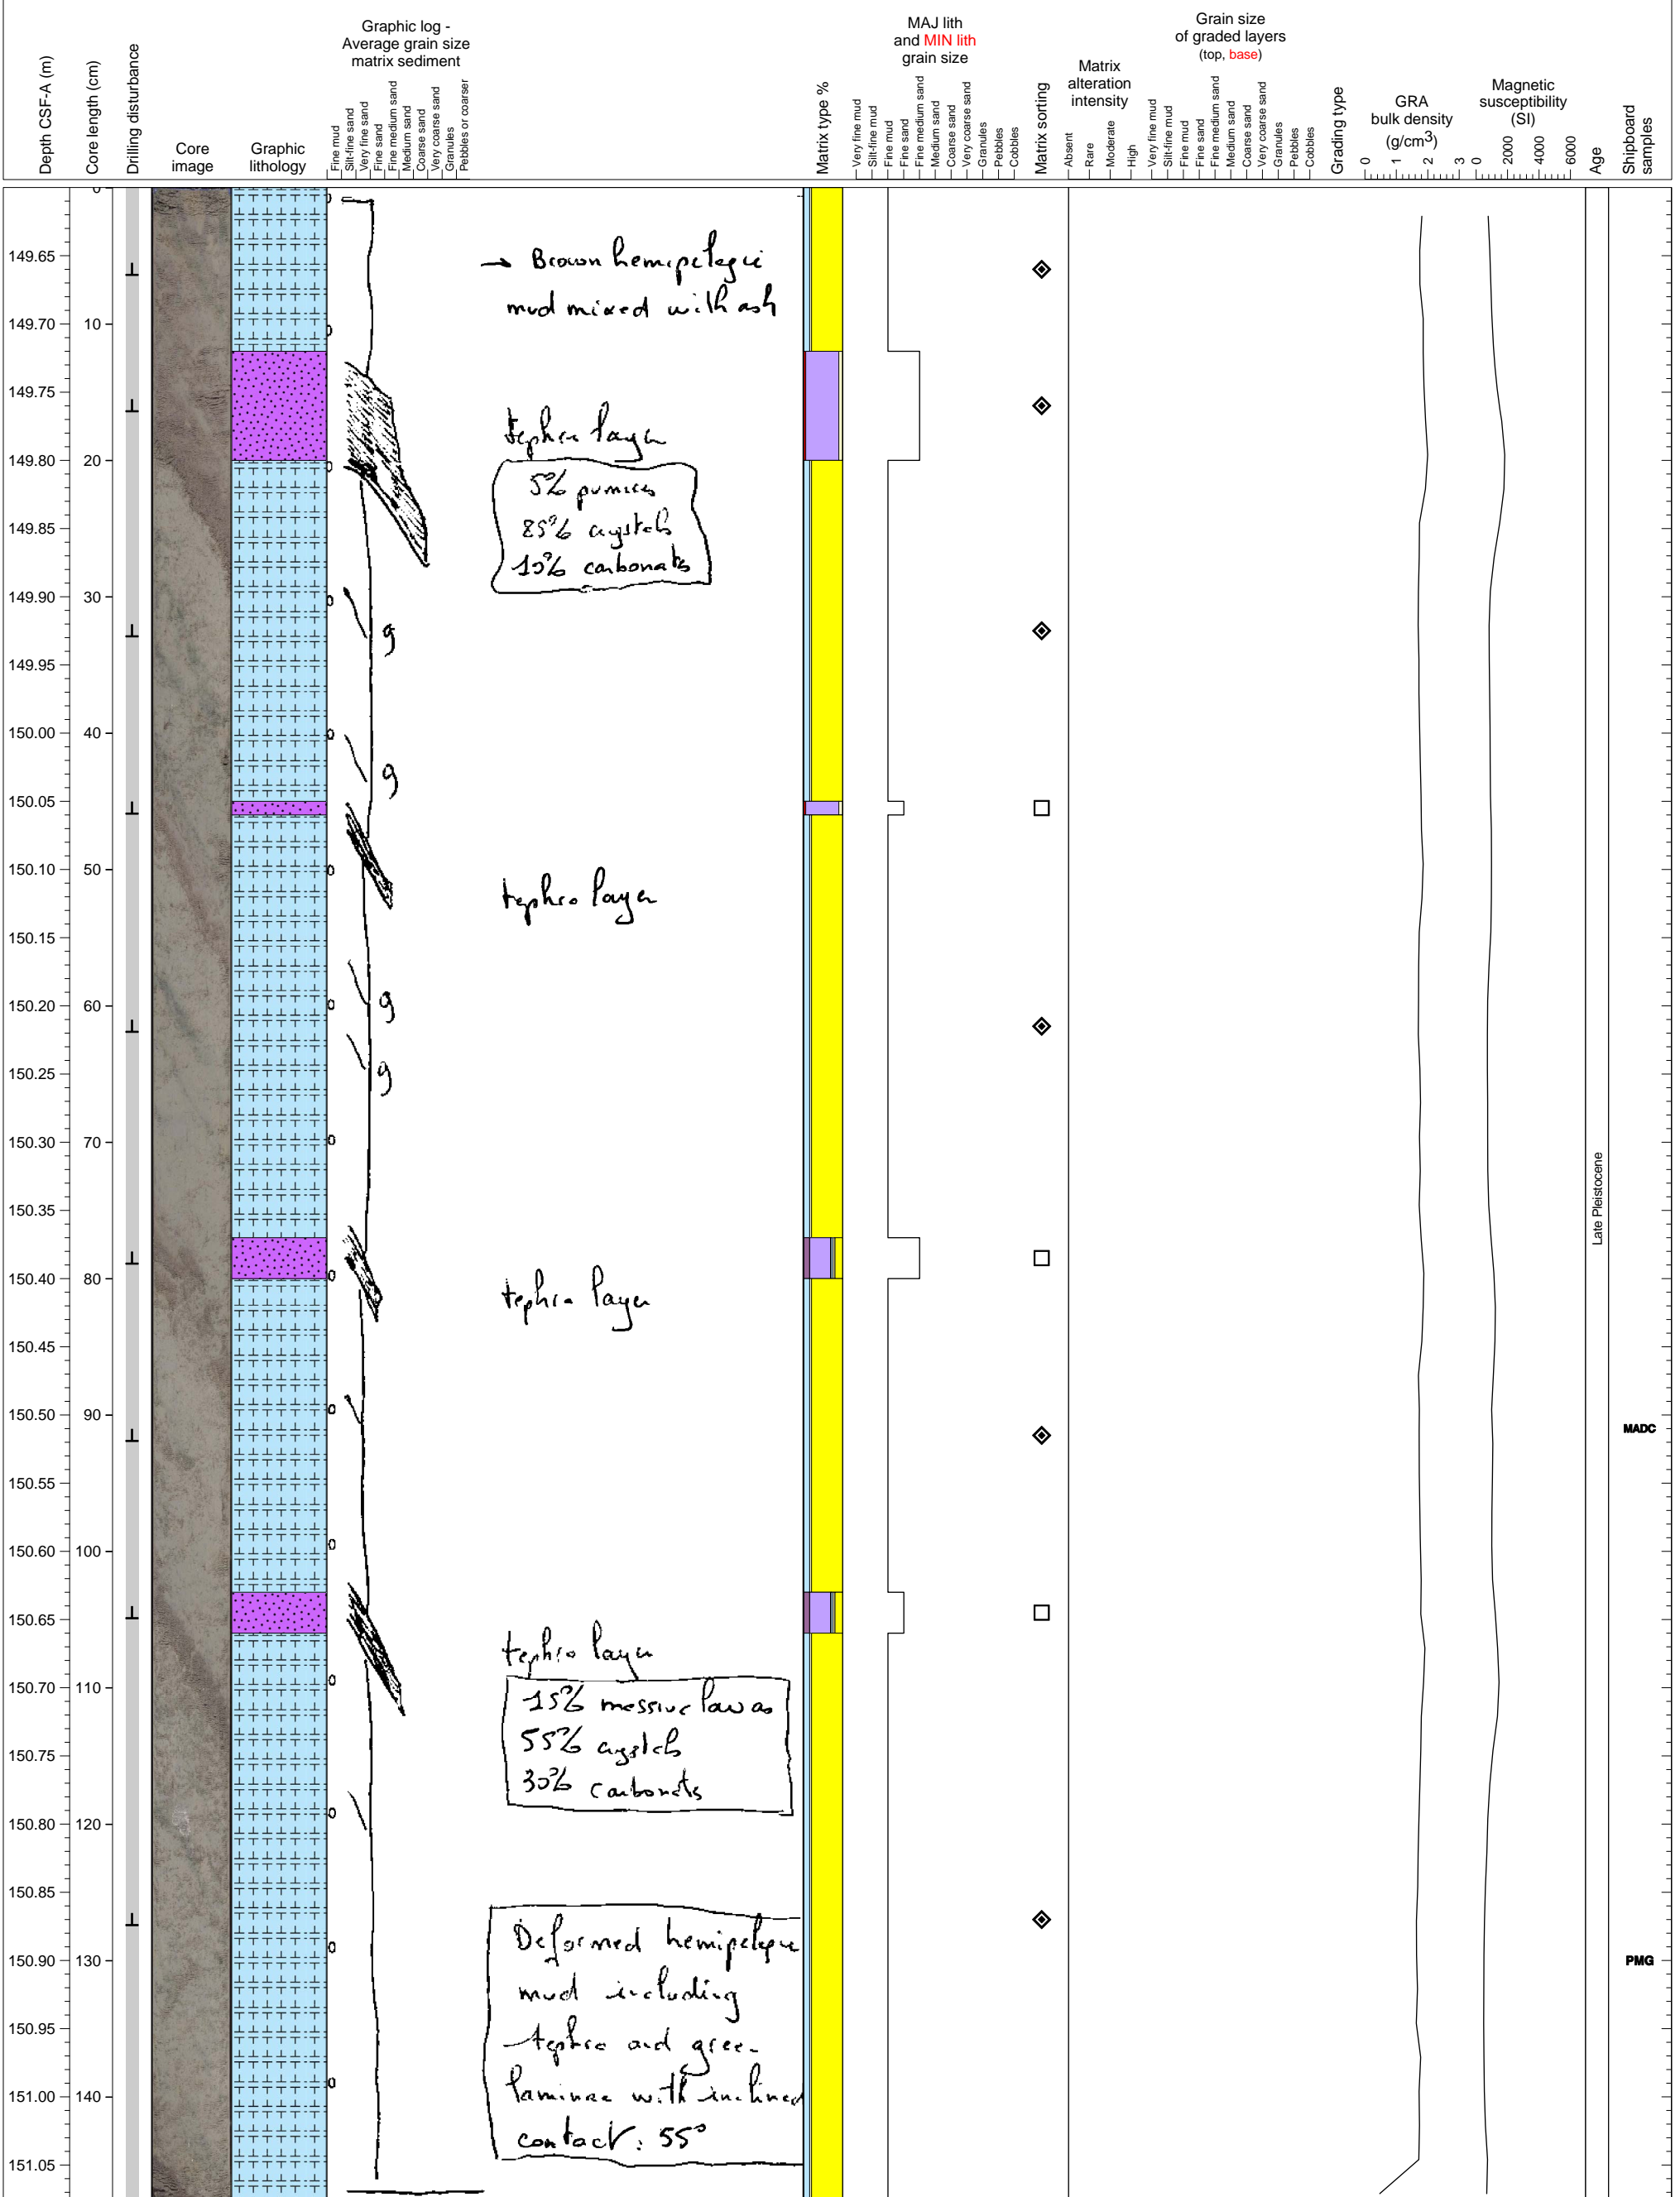 Depth CSF-A (m)
Core length (cm)
Drilling disturbance
Core
image
Graphic
lithology
Graphic log -
Average grain size
matrix sediment
Fine mud
Silt-fine sand
Very fine sand
Fine sand
Fine medium sand
Medium sand
Coarse sand
Very coarse sand
Granules
Pebbles or coarser
Matrix type %
MAJ lith
and MIN lith
grain size
Very fine mud
Silt-fine mud
Fine mud
Fine sand
Fine medium sand
Medium sand
Coarse sand
Very coarse sand
Granules
Pebbles
Cobbles
Matrix sorting
Matrix
alteration
intensity
Absent
Rare
Moderate
High
Grain size
of graded layers
(top, base)
Very fine mud
Silt-fine mud
Fine mud
Fine sand
Fine medium sand
Medium sand
Coarse sand
Very coarse sand
Granules
Pebbles
Cobbles
Grading type
GRA
bulk density
(g/cm3)
0 1 2 3
Magnetic
susceptibility
(SI)
0 2000 4000 6000
Age
Shipboard
samples
0
149.65
149.70 10
149.75
149.80 20
149.85
149.90 30
149.95
150.00 40
150.05
150.10 50
150.15
150.20 60
150.25
150.30 70
150.35
150.40 80
150.45
150.50 90
150.55
150.60 100
150.65
150.70 110
150.75
150.80 120
150.85
150.90 130
150.95
151.00 140
151.05
→ Brown hemipelagic
mud mixed with ash
tephra layer
5% pumices
85% crystals
10% carbonats
g
g
tephra layer
g
g
tephra layer
tephra layer
15% massive lavas
55% crystals
30% carbonats
Deformed hemipelagic
mud including
tephra and green
laminae with inclined
contact: 55°
Late Pleistocene
MADC
PMG